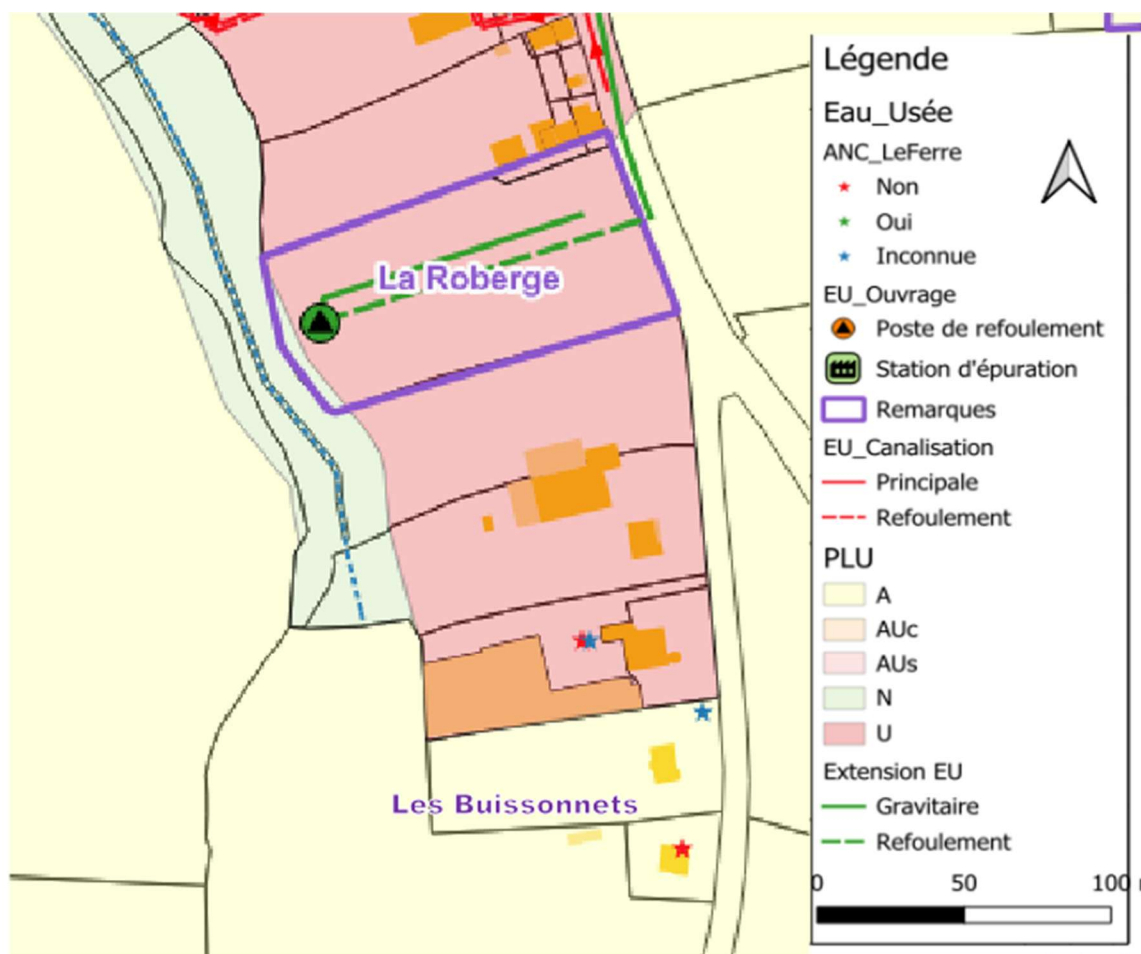 La Roberge
Les Buissonnets
Légende
Eau_Usée
ANC_LeFerre
Non
Oui
Inconnue
EU_Ouvrage
Poste de refoulement
Station d'épuration
Remarques
EU_Canalisation
Principale
Refoulement
PLU
A
AUc
AUs
N
U
Extension EU
Gravitaire
Refoulement
0 50 100